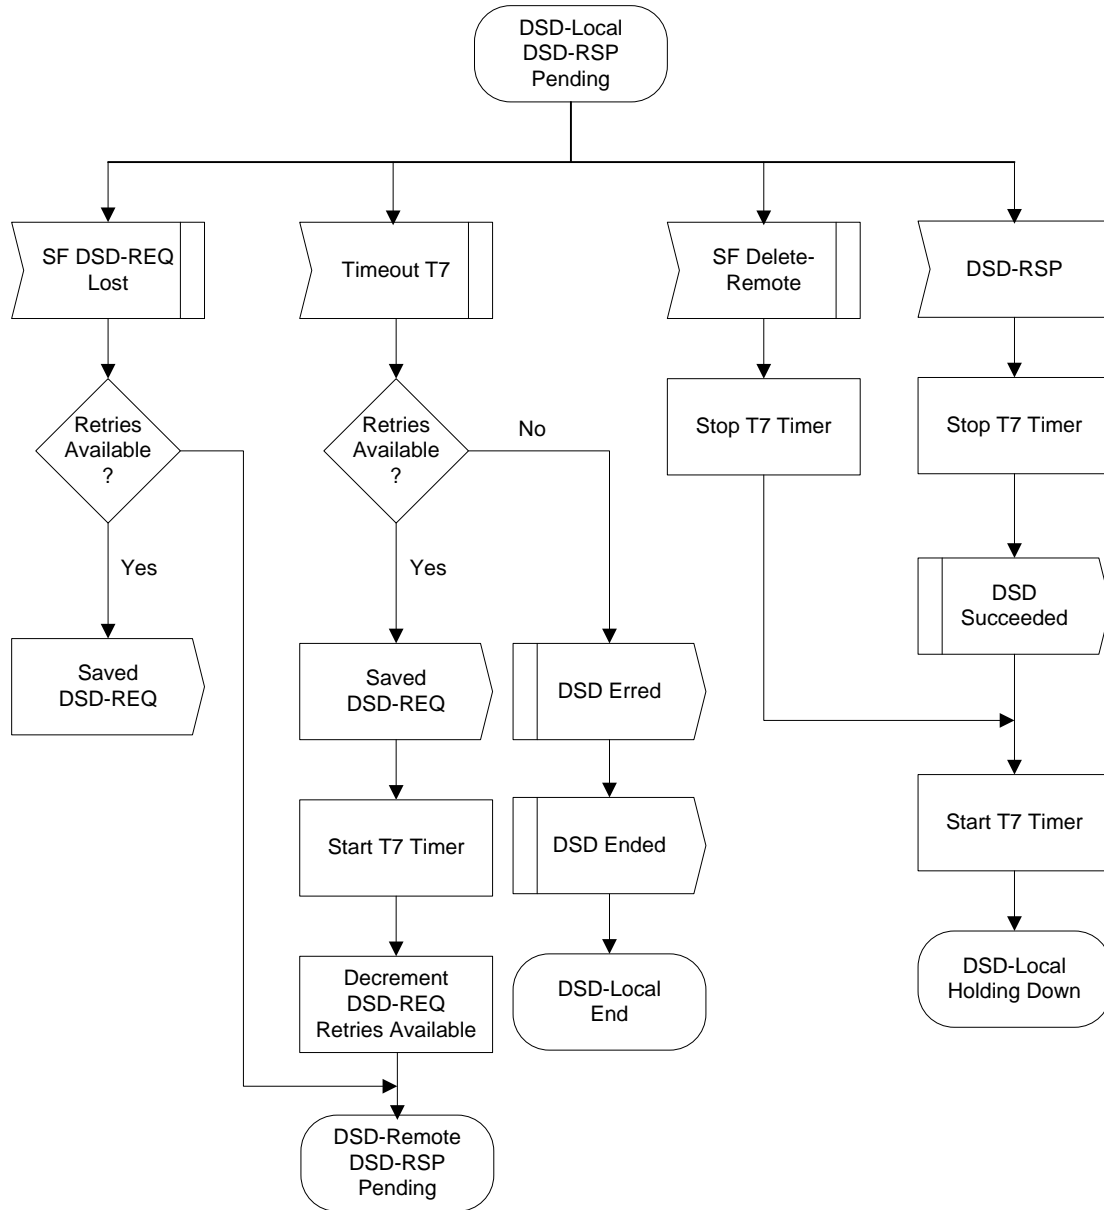 DSD-Local
DSD-RSP
Pending
SF DSD-REQ
Lost
Timeout T7
SF Delete-
Remote
DSD-RSP
Retries
Available
?
Retries
Available
?
No
Stop T7 Timer
Stop T7 Timer
Yes
Yes
DSD
Succeeded
Saved
DSD-REQ
Saved
DSD-REQ
DSD Erred
Start T7 Timer
DSD Ended
Start T7 Timer
Decrement
DSD-REQ
Retries Available
DSD-Local
End
DSD-Local
Holding Down
DSD-Remote
DSD-RSP
Pending